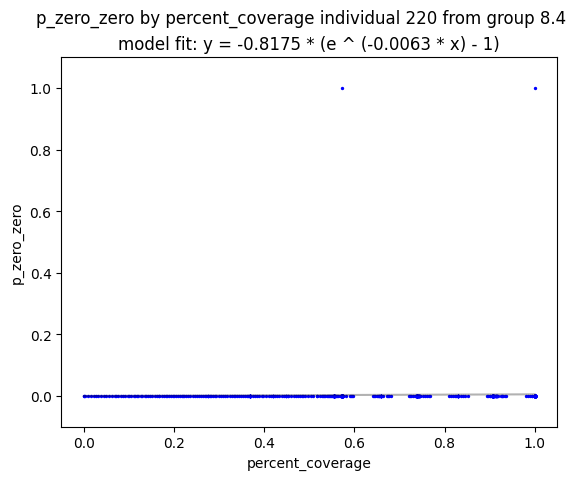 p_zero_zero by percent_coverage individual 220 from group 8.4
model fit: y = -0.8175 * (e ^ (-0.0063 * x) - 1)
1.0
0.8
0.6
0.4
0.2
0.0
p_zero_zero
0.0 0.2 0.4 0.6 0.8 1.0
percent_coverage